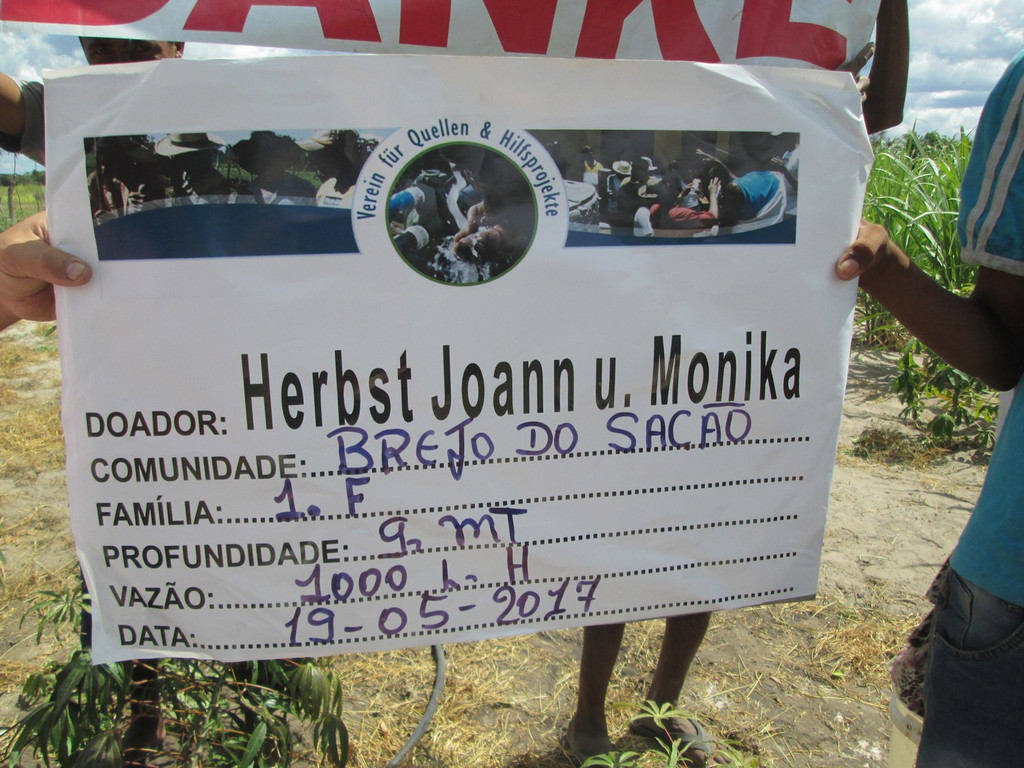 DANKE
Verein für Quellen & Hilfsprojekte
DOADOR: Herbst Joann u. Monika
COMUNIDADE: BREJO DO SACÃO
FAMÍLIA: 1. F
PROFUNDIDADE: 9. mT
VAZÃO: 1000 L. H
DATA: 19-05-2017